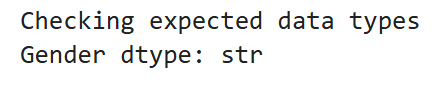 Checking expected data types
Gender dtype: str